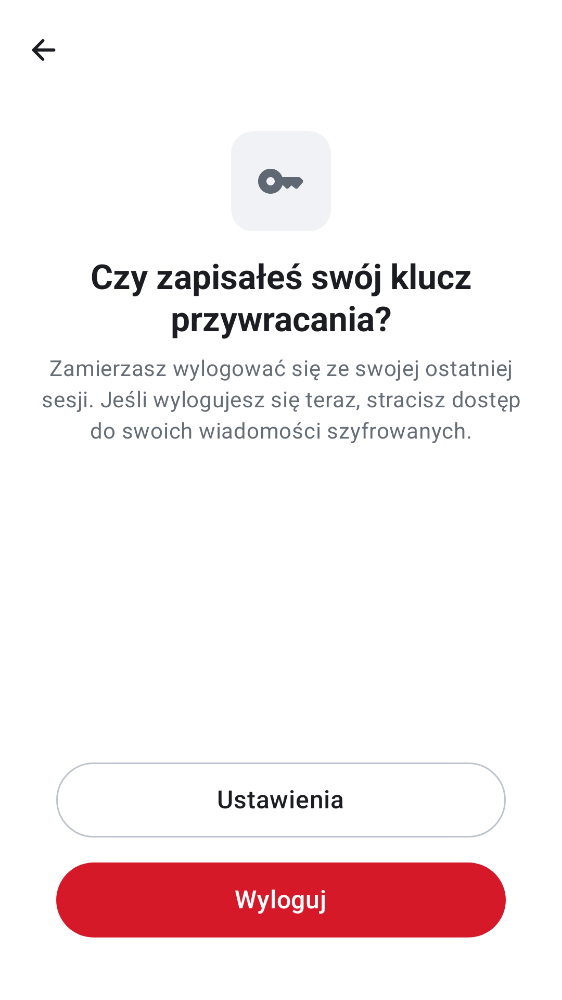 Czy zapisałeś swój klucz
przywracania?
Zamierzasz wylogować się ze swojej ostatniej
sesji. Jeśli wylogujesz się teraz, stracisz dostęp
do swoich wiadomości szyfrowanych.
Ustawienia
Wyloguj